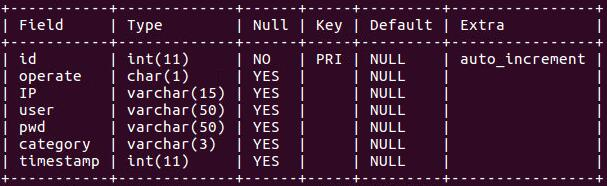 +-----------+-------------+------+-----+---------+----------------+
| Field     | Type        | Null | Key | Default | Extra          |
+-----------+-------------+------+-----+---------+----------------+
| id        | int(11)     | NO   | PRI | NULL    | auto_increment |
| operate   | char(1)     | YES  |     | NULL    |                |
| IP        | varchar(15) | YES  |     | NULL    |                |
| user      | varchar(50) | YES  |     | NULL    |                |
| pwd       | varchar(50) | YES  |     | NULL    |                |
| category  | varchar(3)  | YES  |     | NULL    |                |
| timestamp | int(11)     | YES  |     | NULL    |                |
+-----------+-------------+------+-----+---------+----------------+